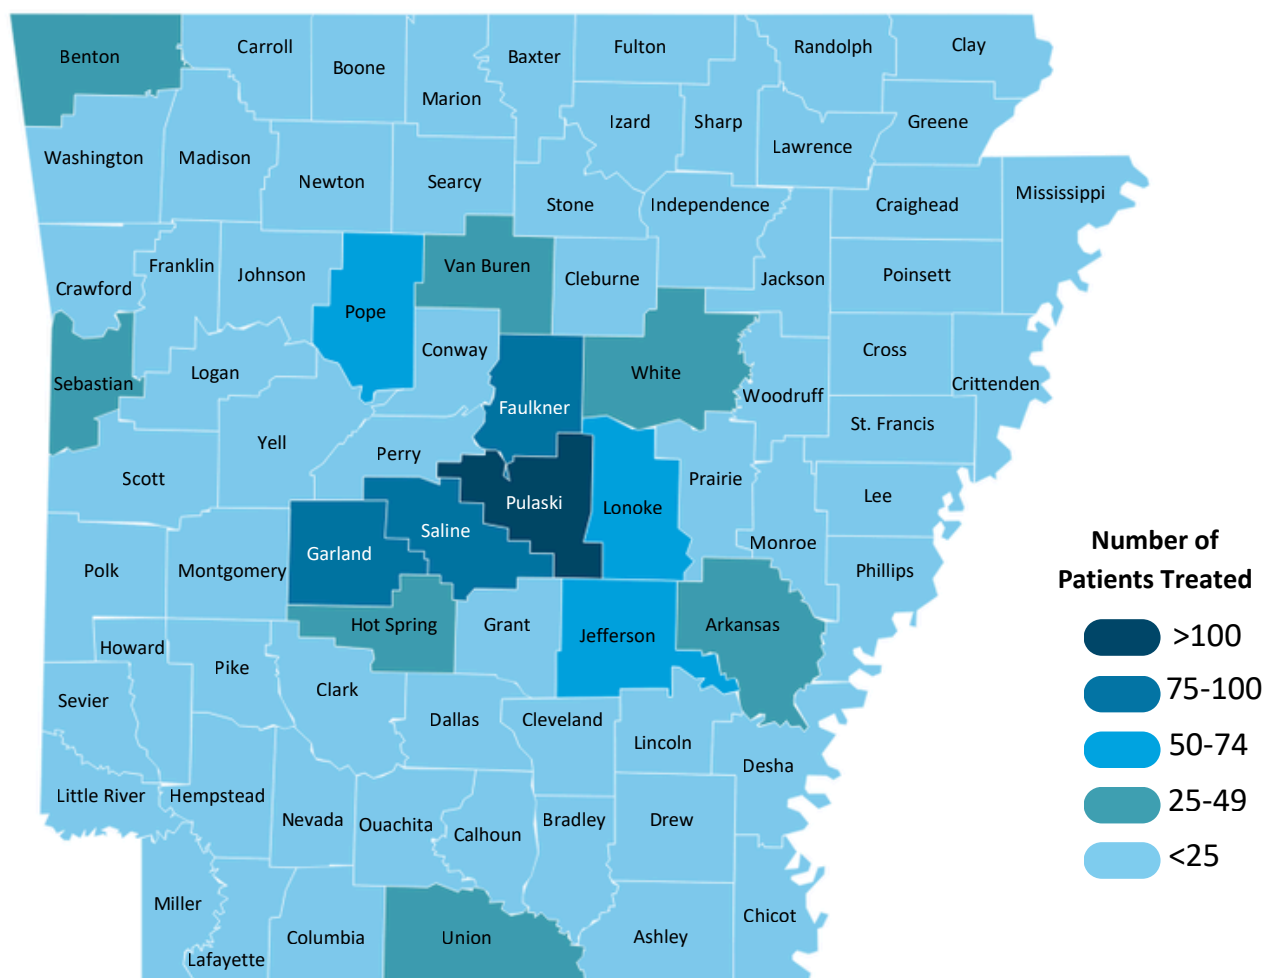 Benton
Carroll
Boone
Marion
Baxter
Fulton
Randolph
Clay
Izard
Sharp
Lawrence
Greene
Washington
Madison
Newton
Searcy
Stone
Independence
Craighead
Mississippi
Crawford
Franklin
Johnson
Pope
Van Buren
Cleburne
Jackson
Poinsett
Sebastian
Logan
Conway
Faulkner
White
Woodruff
Cross
Crittenden
St. Francis
Scott
Yell
Perry
Pulaski
Lonoke
Prairie
Lee
Polk
Montgomery
Garland
Saline
Monroe
Phillips
Howard
Pike
Hot Spring
Grant
Jefferson
Arkansas
Sevier
Clark
Dallas
Cleveland
Lincoln
Desha
Little River
Hempstead
Nevada
Ouachita
Calhoun
Bradley
Drew
Miller
Lafayette
Columbia
Union
Ashley
Chicot
Number of
Patients Treated
>100
75-100
50-74
25-49
<25